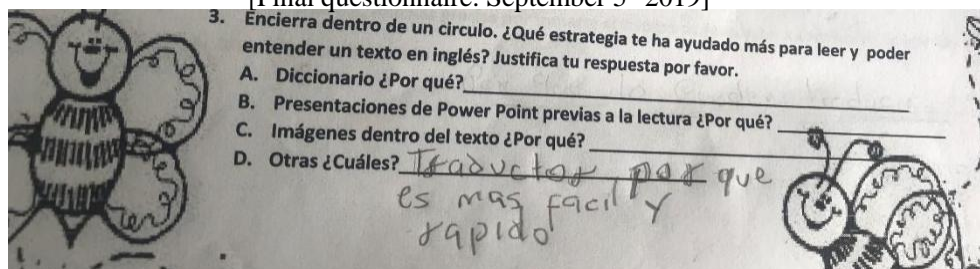 [Final questionnaire. September 5 2019]
3. Encierra dentro de un circulo. ¿Qué estrategia te ha ayudado más para leer y poder
entender un texto en inglés? Justifica tu respuesta por favor.
A. Diccionario ¿Por qué?
B. Presentaciones de Power Point previas a la lectura ¿Por qué?
C. Imágenes dentro del texto ¿Por qué?
D. Otras ¿Cuáles? Traductor por que
es mas facil y
rapido